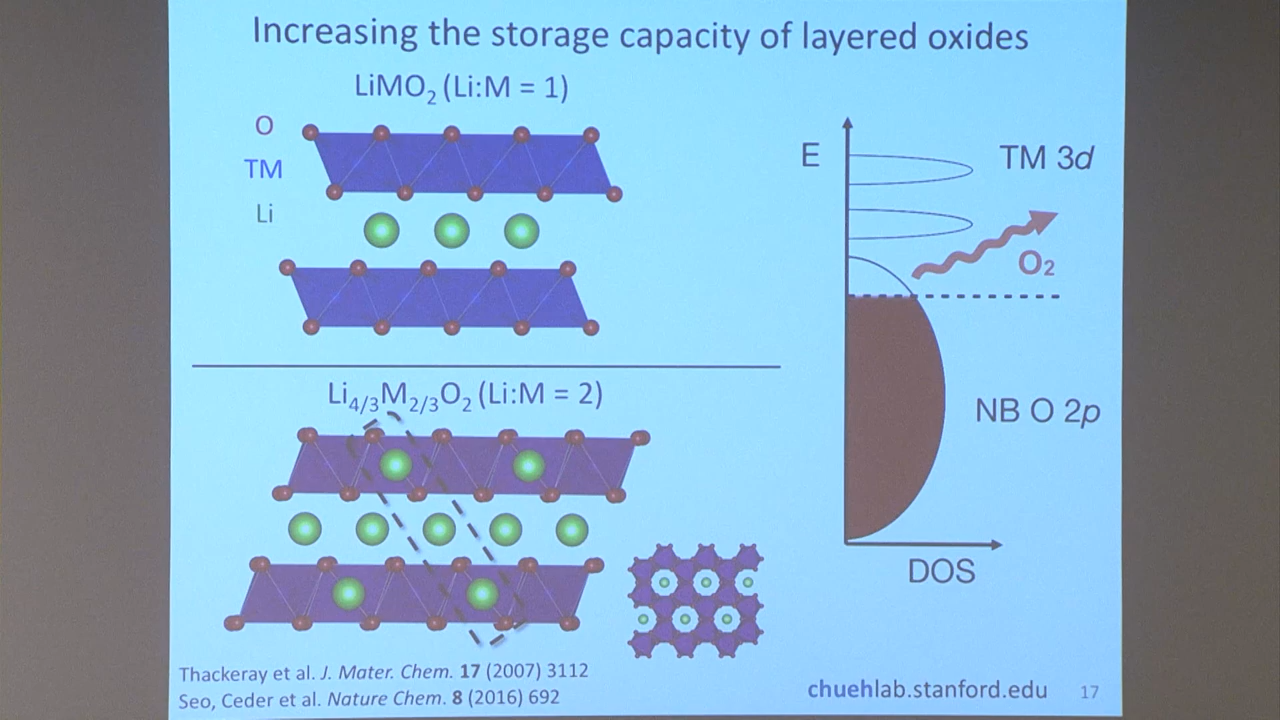 Increasing the storage capacity of layered oxides
LiMO₂ (Li:M = 1)
O
TM
Li
Li₄/₃M₂/₃O₂ (Li:M = 2)
E
TM 3d
O₂
NB O 2p
DOS
Thackeray et al. J. Mater. Chem. 17 (2007) 3112
Seo, Ceder et al. Nature Chem. 8 (2016) 692
chuehlab.stanford.edu 17